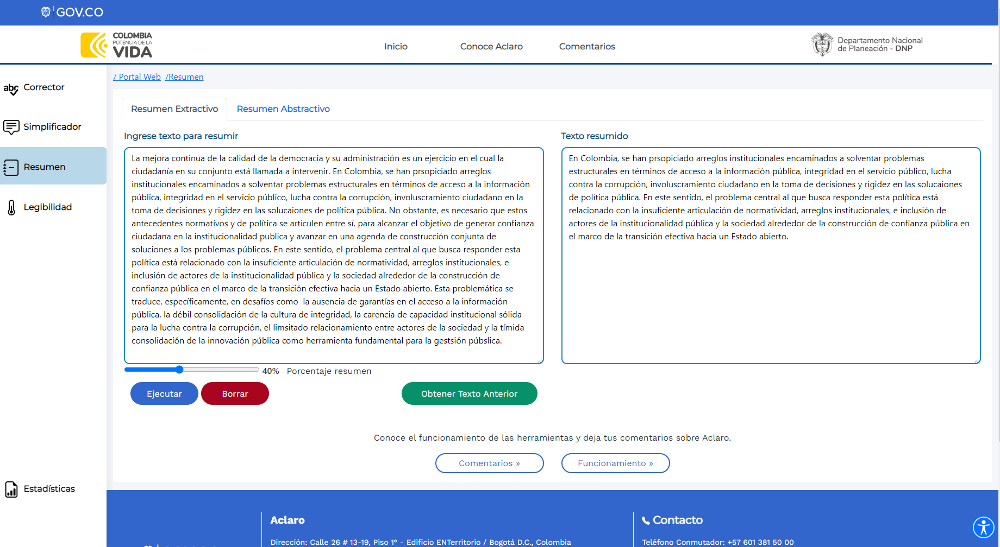 GOV.CO
COLOMBIA
POTENCIA DE LA
VIDA
Inicio
Conoce Aclaro
Comentarios
Departamento Nacional
de Planeación - DNP
/ Portal Web /Resumen
abc Corrector
Simplificador
Resumen
Legibilidad
Estadísticas
Resumen Extractivo
Resumen Abstractivo
Ingrese texto para resumir
La mejora continua de la calidad de la democracia y su administración es un ejercicio en el cual la
ciudadanía en su conjunto está llamada a intervenir. En Colombia, se han prsopiciado arreglos
institucionales encaminados a solventar problemas estructurales en términos de acceso a la información
pública, integridad en el servicio público, lucha contra la corrupción, involuscramiento ciudadano en la
toma de decisiones y rigidez en las solucaiones de política pública. No obstante, es necesario que estos
antecedentes normativos y de política se articulen entre sí, para alcanzar el objetivo de generar confianza
ciudadana en la institucionalidad publica y avanzar en una agenda de construcción conjunta de
soluciones a los problemas públicos. En este sentido, el problema central al que busca responder esta
política está relacionado con la insuficiente articulación de normatividad, arreglos institucionales, e
inclusión de actores de la institucionalidad pública y la sociedad alrededor de la construcción de
confianza pública en el marco de la transición efectiva hacia un Estado abierto. Esta problemática se
traduce, específicamente, en desafíos como  la ausencia de garantías en el acceso a la información
pública, la débil consolidación de la cultura de integridad, la carencia de capacidad institucional sólida
para la lucha contra la corrupción, el limsitado relacionamiento entre actores de la sociedad y la tímida
consolidación de la innovación pública como herramienta fundamental para la gestsión púbslica.
Texto resumido
En Colombia, se han prsopiciado arreglos institucionales encaminados a solventar problemas
estructurales en términos de acceso a la información pública, integridad en el servicio público, lucha
contra la corrupción, involuscramiento ciudadano en la toma de decisiones y rigidez en las solucaiones
de política pública. En este sentido, el problema central al que busca responder esta política está
relacionado con la insuficiente articulación de normatividad, arreglos institucionales, e inclusión de
actores de la institucionalidad pública y la sociedad alrededor de la construcción de confianza pública en
el marco de la transición efectiva hacia un Estado abierto.
40% Porcentaje resumen
Ejecutar
Borrar
Obtener Texto Anterior
Conoce el funcionamiento de las herramientas y deja tus comentarios sobre Aclaro.
Comentarios »
Funcionamiento »
Aclaro
Dirección: Calle 26 # 13-19, Piso 1° - Edificio ENTerritorio / Bogotá D.C., Colombia
Contacto
Teléfono Conmutador: +57 601 381 50 00